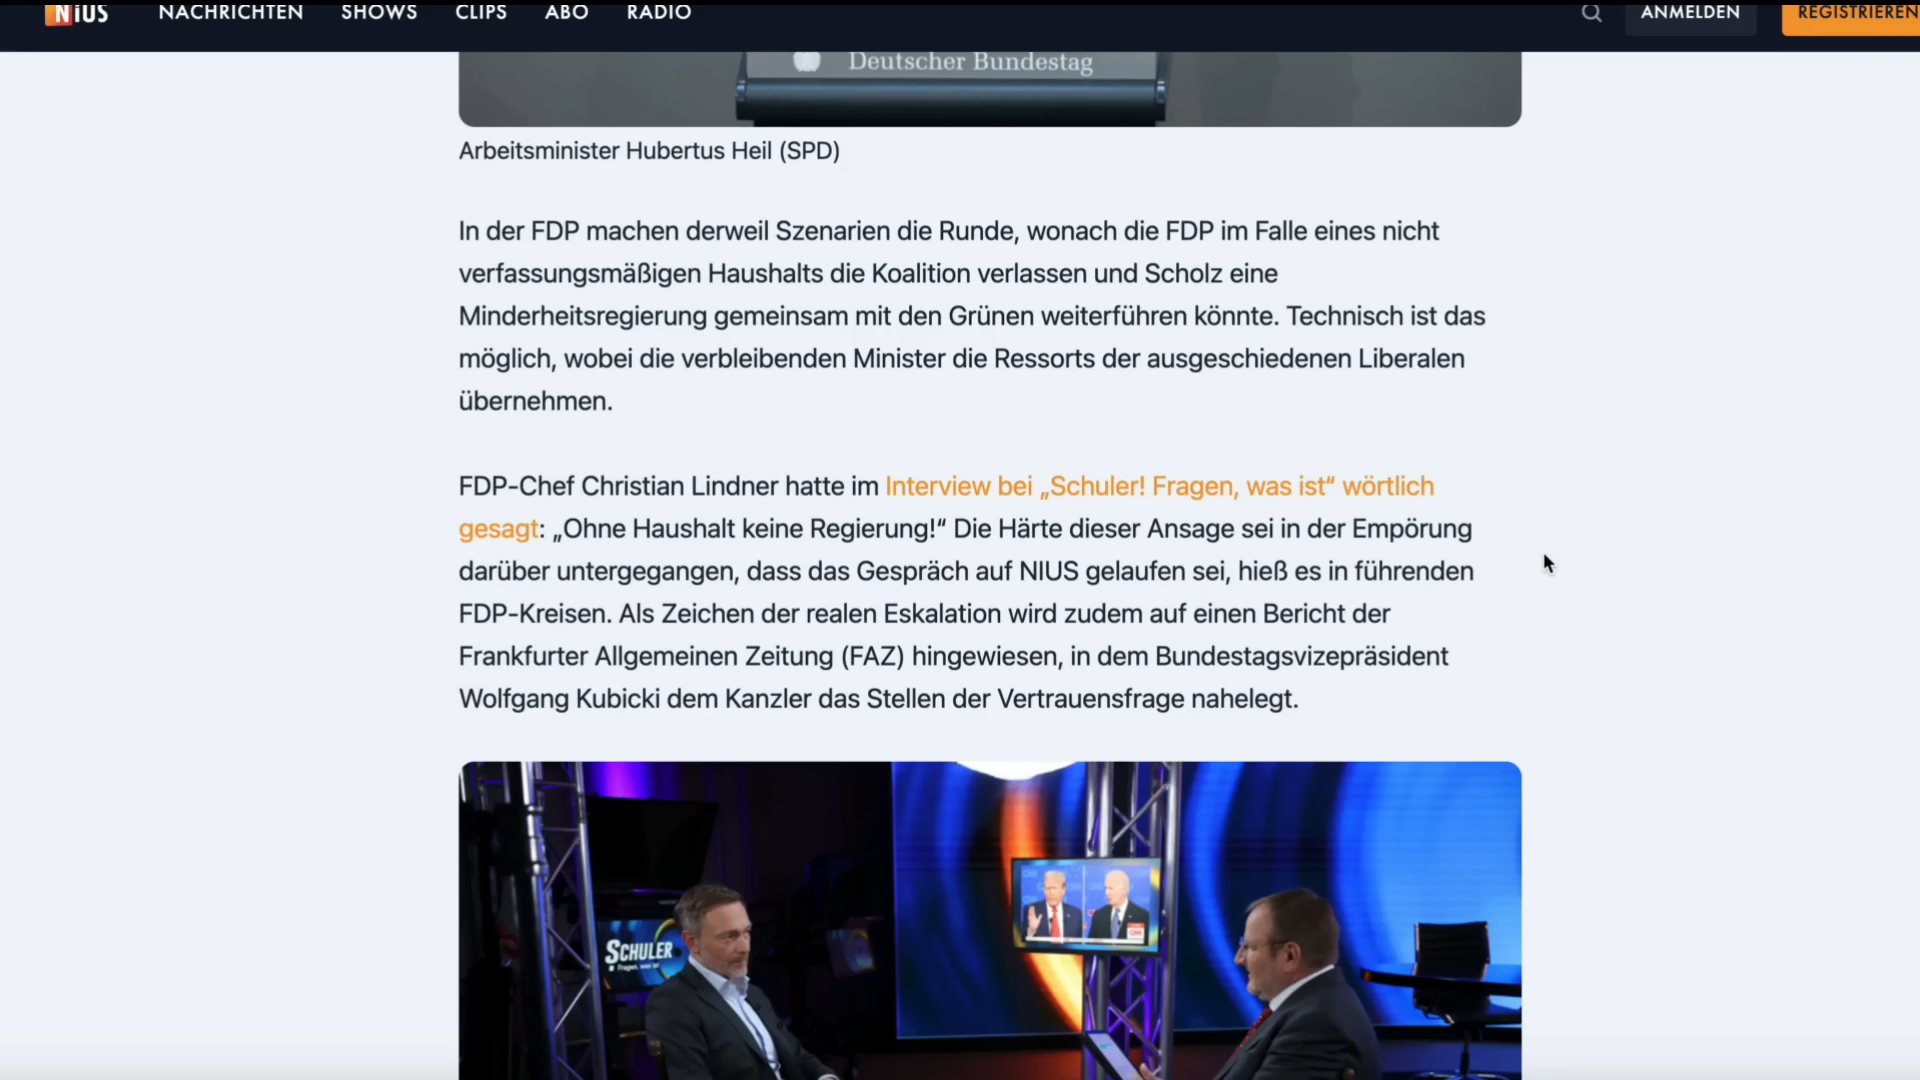 NiUS NACHRICHTEN SHOWS CLIPS ABO RADIO ANMELDEN REGISTRIEREN
Deutscher Bundestag
Arbeitsminister Hubertus Heil (SPD)
In der FDP machen derweil Szenarien die Runde, wonach die FDP im Falle eines nicht
verfassungsmäßigen Haushalts die Koalition verlassen und Scholz eine
Minderheitsregierung gemeinsam mit den Grünen weiterführen könnte. Technisch ist das
möglich, wobei die verbleibenden Minister die Ressorts der ausgeschiedenen Liberalen
übernehmen.
FDP-Chef Christian Lindner hatte im Interview bei „Schuler! Fragen, was ist“ wörtlich
gesagt: „Ohne Haushalt keine Regierung!“ Die Härte dieser Ansage sei in der Empörung
darüber untergegangen, dass das Gespräch auf NIUS gelaufen sei, hieß es in führenden
FDP-Kreisen. Als Zeichen der realen Eskalation wird zudem auf einen Bericht der
Frankfurter Allgemeinen Zeitung (FAZ) hingewiesen, in dem Bundestagsvizepräsident
Wolfgang Kubicki dem Kanzler das Stellen der Vertrauensfrage nahelegt.
SCHULER
Fragen, was ist
CNN